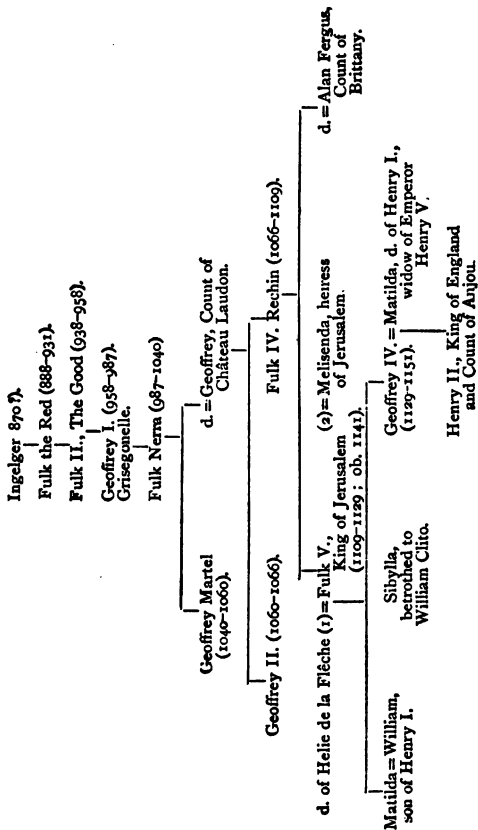 Ingelger 870?).
Fulk the Red (888–931).
Fulk II., The Good (938–958).
Geoffrey I. (958–987).
Grisegonelle.
Fulk Nerra (987–1040)
Geoffrey Martel
(1040–1060).
d.=Geoffrey, Count of
Château Laudon.
Geoffrey II. (1060–1066).
Fulk IV. Rechin (1066–1109).
d. of Helie de la Flêche (1)=Fulk V.,
King of Jerusalem
(1109–1129; ob. 1141).
(2)=Melisenda, heiress
of Jerusalem.
d.=Alan Fergus,
Count of
Brittany.
Matilda=William,
son of Henry I.
Sibylla,
betrothed to
William Clito.
Geoffrey IV.=Matilda, d. of Henry I.,
(1129–1151).
widow of Emperor
Henry V.
Henry II., King of England
and Count of Anjou.